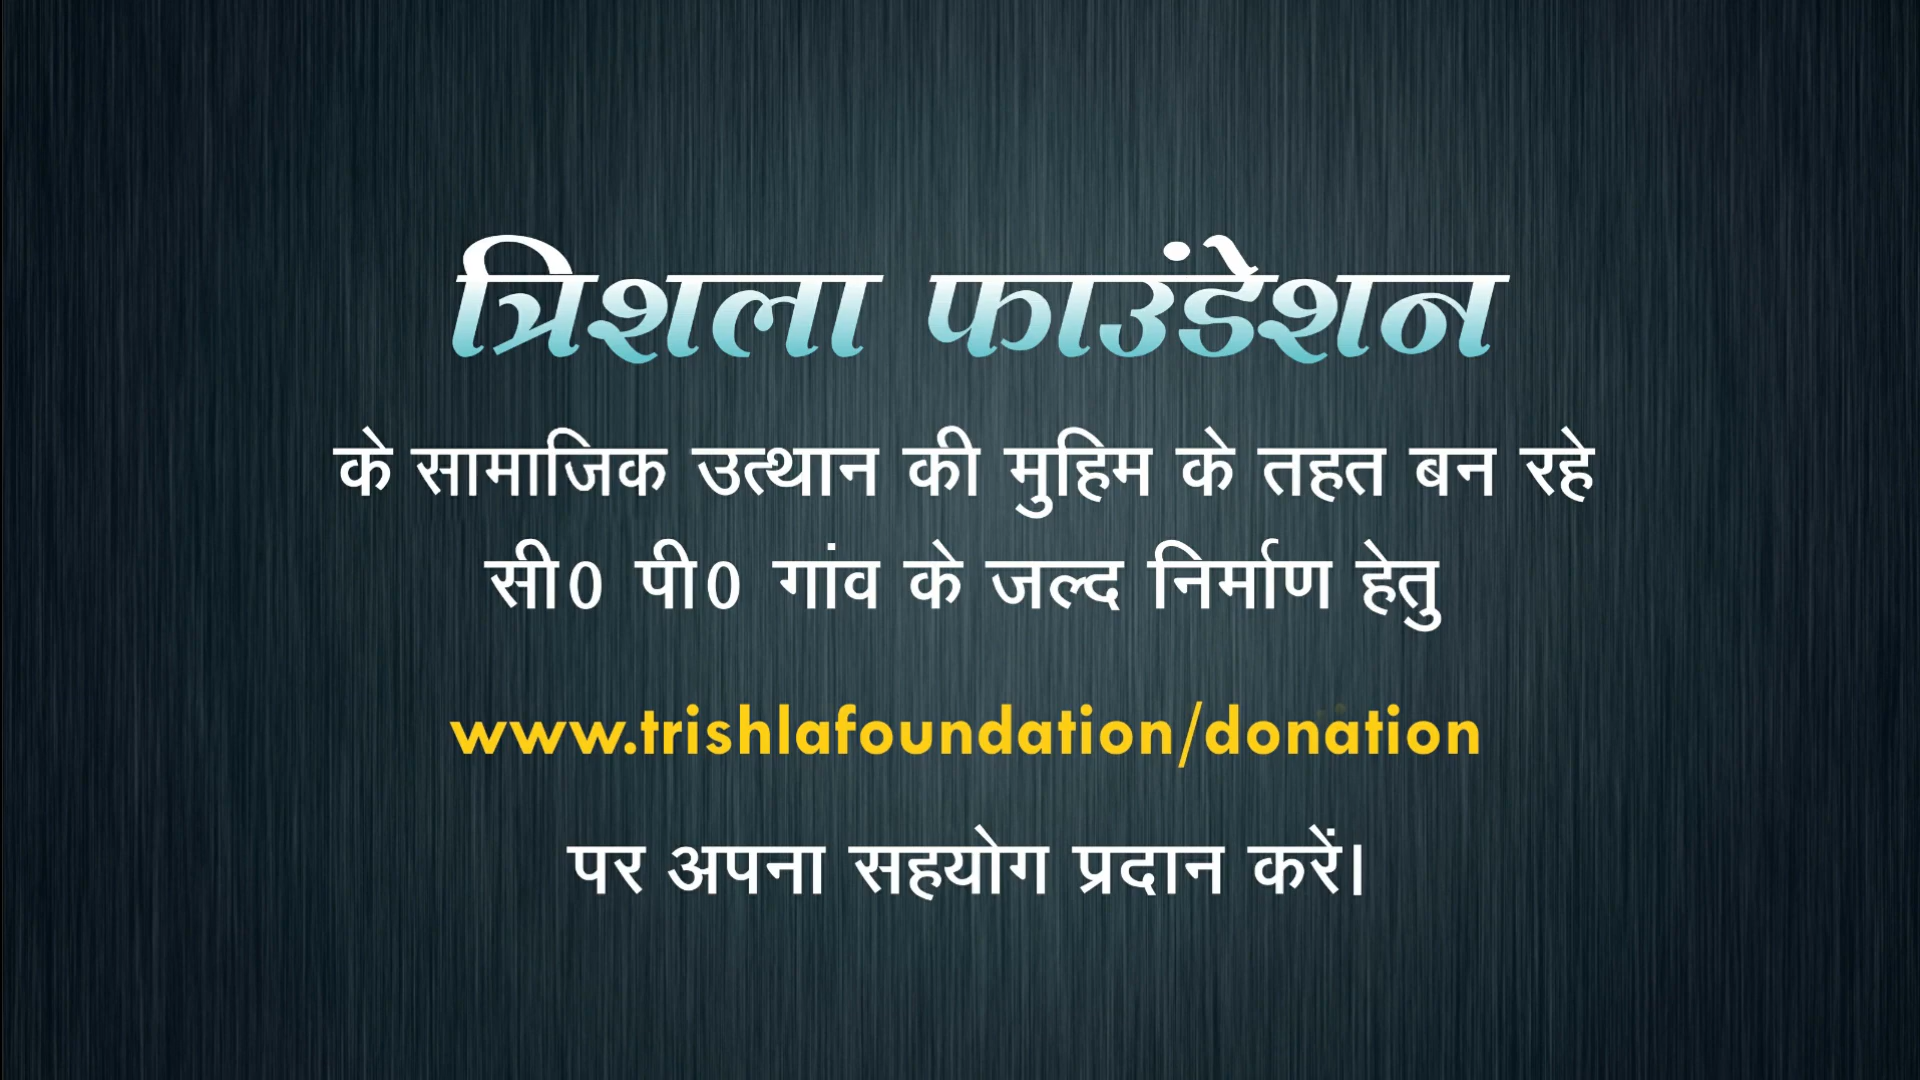 त्रिशला फाउंडेशन
के सामाजिक उत्थान की मुहिम के तहत बन रहे
सी0 पी0 गांव के जल्द निर्माण हेतु
www.trishlafoundation/donation
पर अपना सहयोग प्रदान करें।